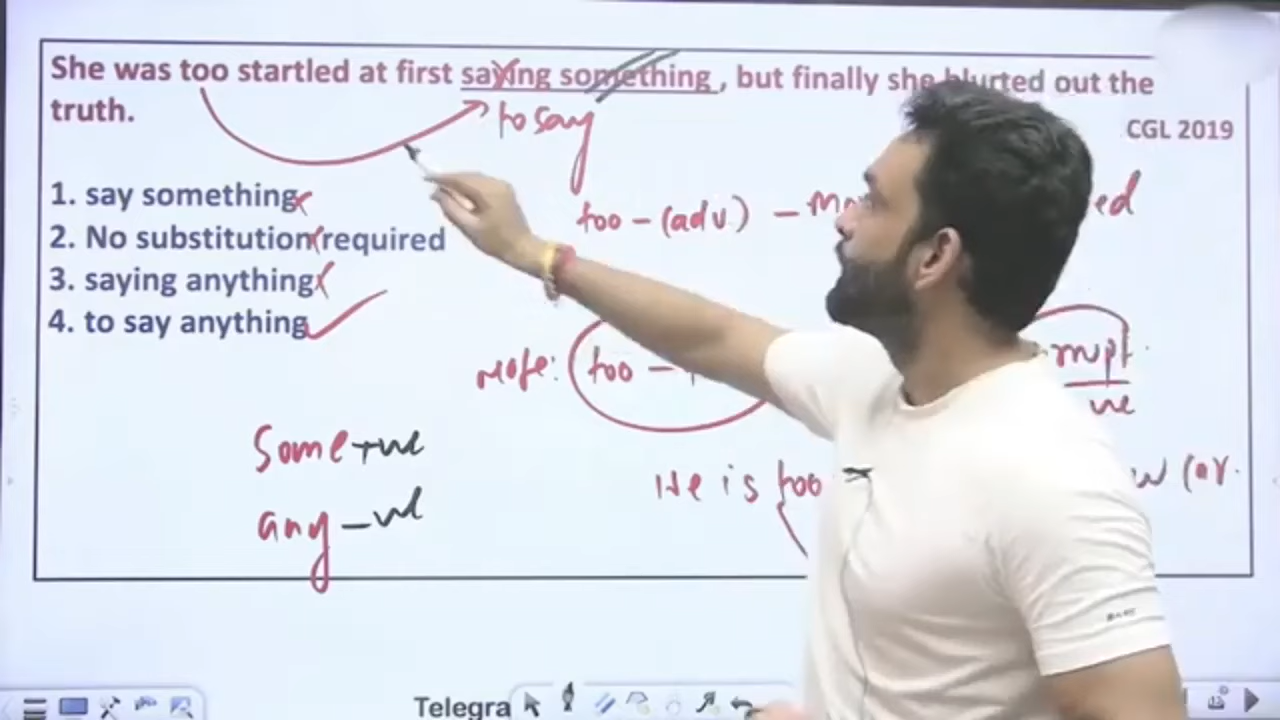 She was too startled at first saying something, but finally she blurted out the
truth.
to say
CGL 2019
1. say something
2. No substitution required
3. saying anything
4. to say anything
too - (adv.) -
Note: too -
Some +ve
any -ve
ve
He is too
Telegra